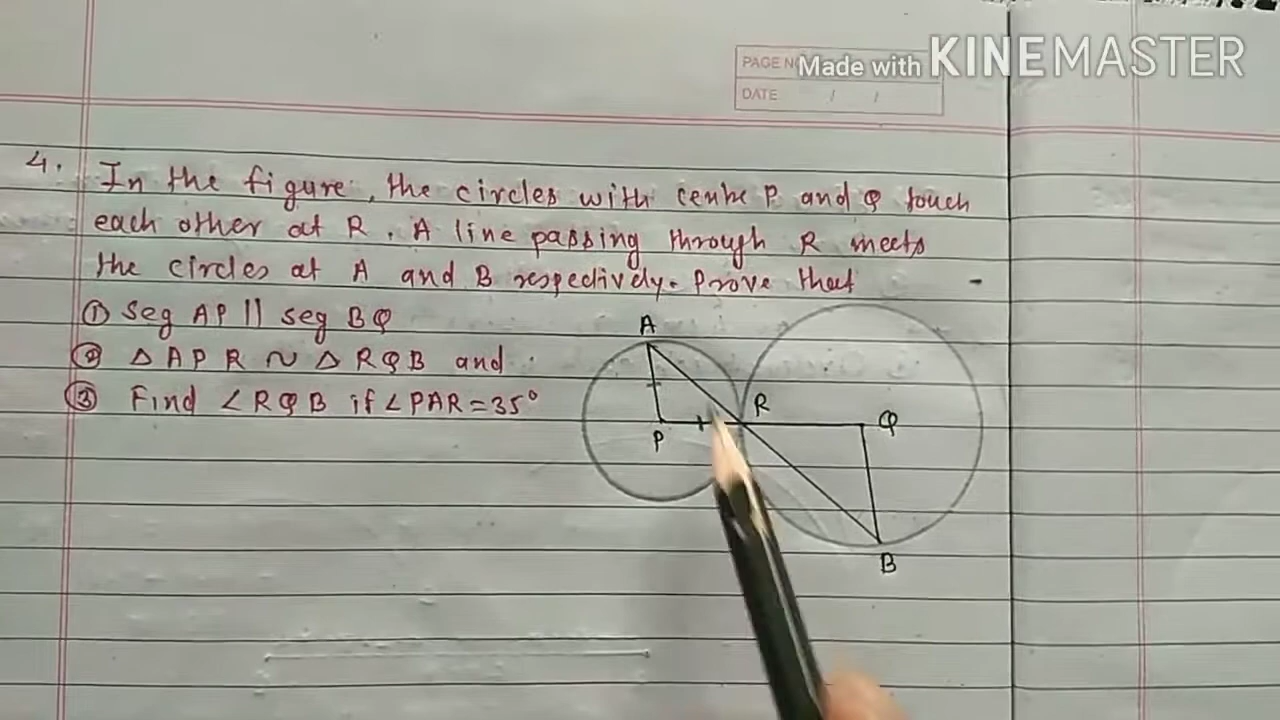 PAGE NO
DATE / /
Made with KINEMASTER
4. In the figure, the circles with centre P and Q touch
each other at R. A line passing through R meets
the circles at A and B respectively. Prove that
① seg AP || seg BQ
② △ APR ~ △ RQB and
③ Find ∠RQB if ∠PAR = 35°
A
R
Q
P
B